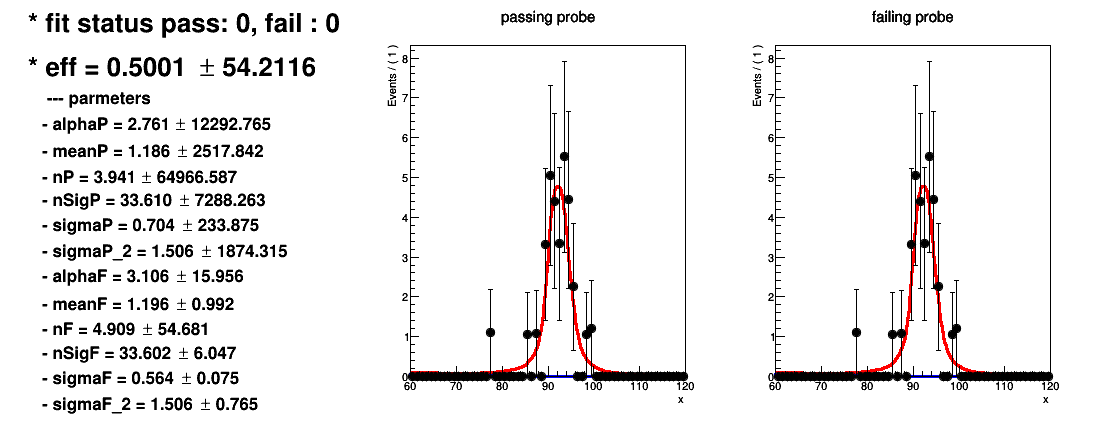 * fit status pass: 0, fail : 0
* eff = 0.5001 ± 54.2116
--- parmeters
- alphaP = 2.761 ± 12292.765
- meanP = 1.186 ± 2517.842
- nP = 3.941 ± 64966.587
- nSigP = 33.610 ± 7288.263
- sigmaP = 0.704 ± 233.875
- sigmaP_2 = 1.506 ± 1874.315
- alphaF = 3.106 ± 15.956
- meanF = 1.196 ± 0.992
- nF = 4.909 ± 54.681
- nSigF = 33.602 ± 6.047
- sigmaF = 0.564 ± 0.075
- sigmaF_2 = 1.506 ± 0.765
passing probe
Events / ( 1 )
8
7
6
5
4
3
2
1
0
60 70 80 90 100 110 120
x
failing probe
Events / ( 1 )
8
7
6
5
4
3
2
1
0
60 70 80 90 100 110 120
x